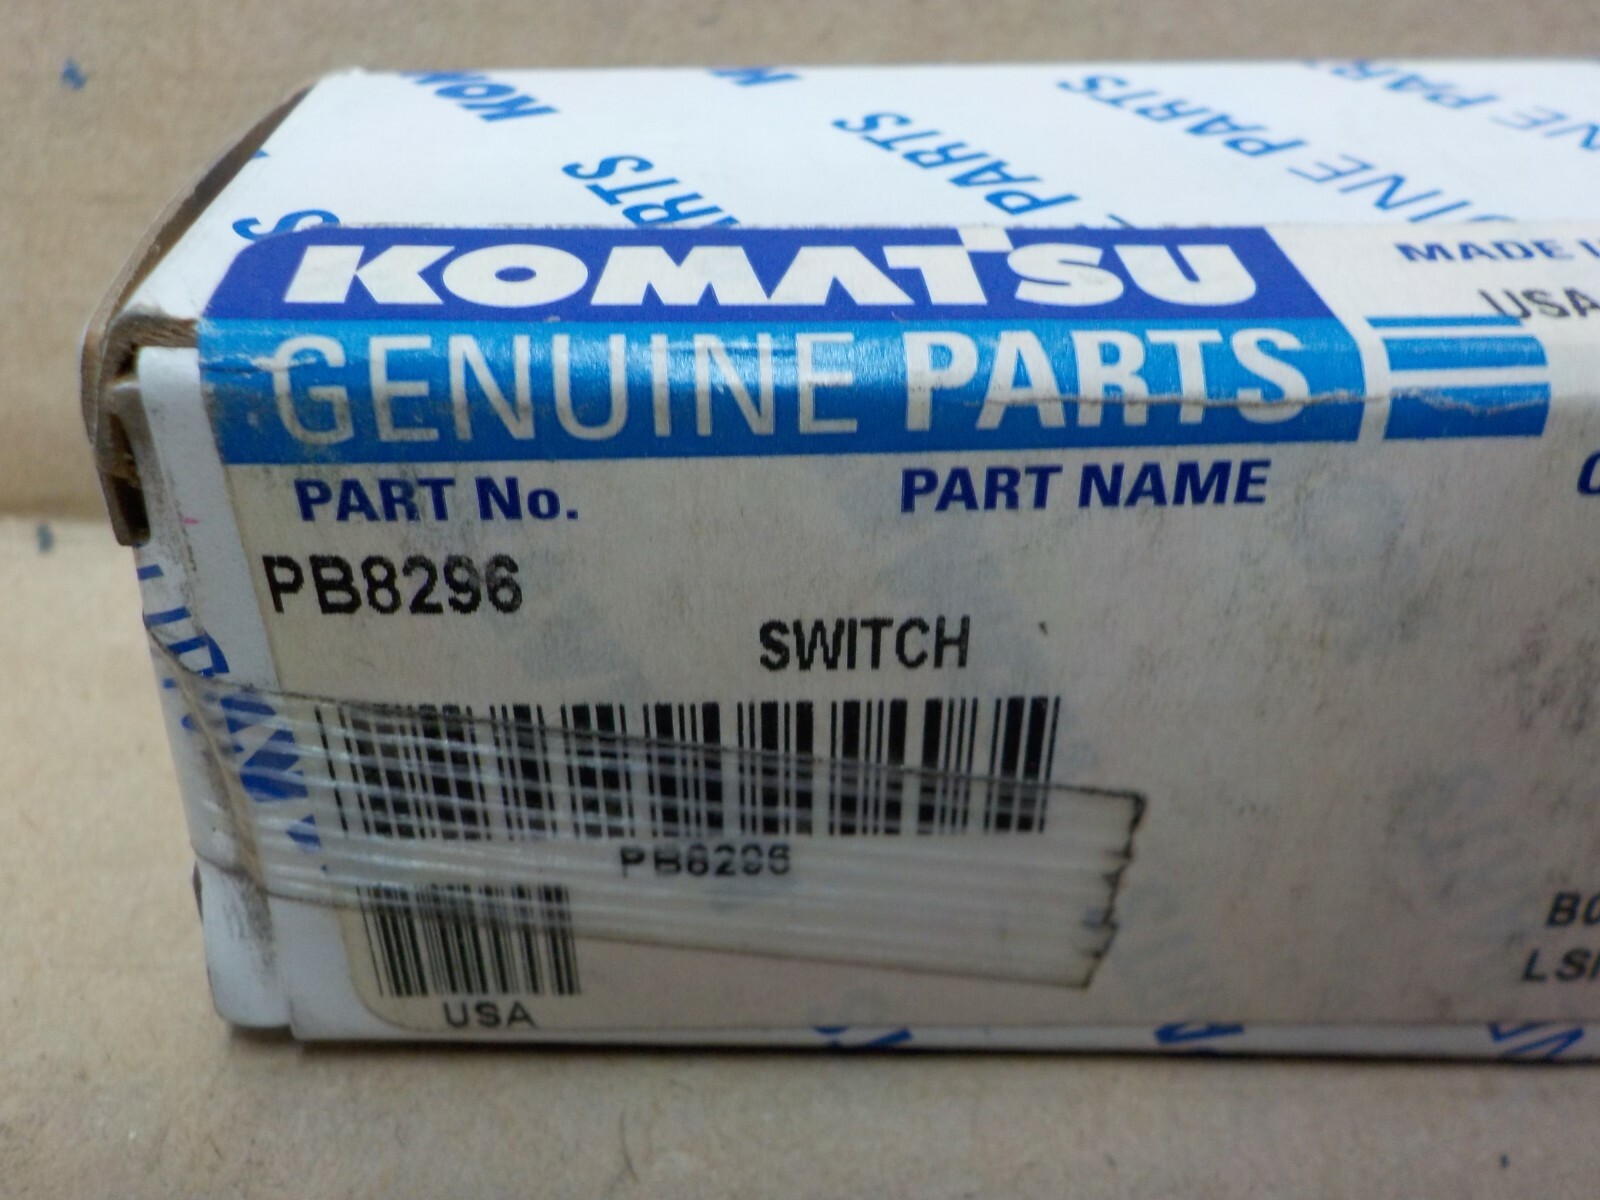 KOMATSU
GENUINE PARTS
MADE I
USA
PART No.
PART NAME
PB8296
SWITCH
PB8296
USA
PARTS
PARTS
PARTS